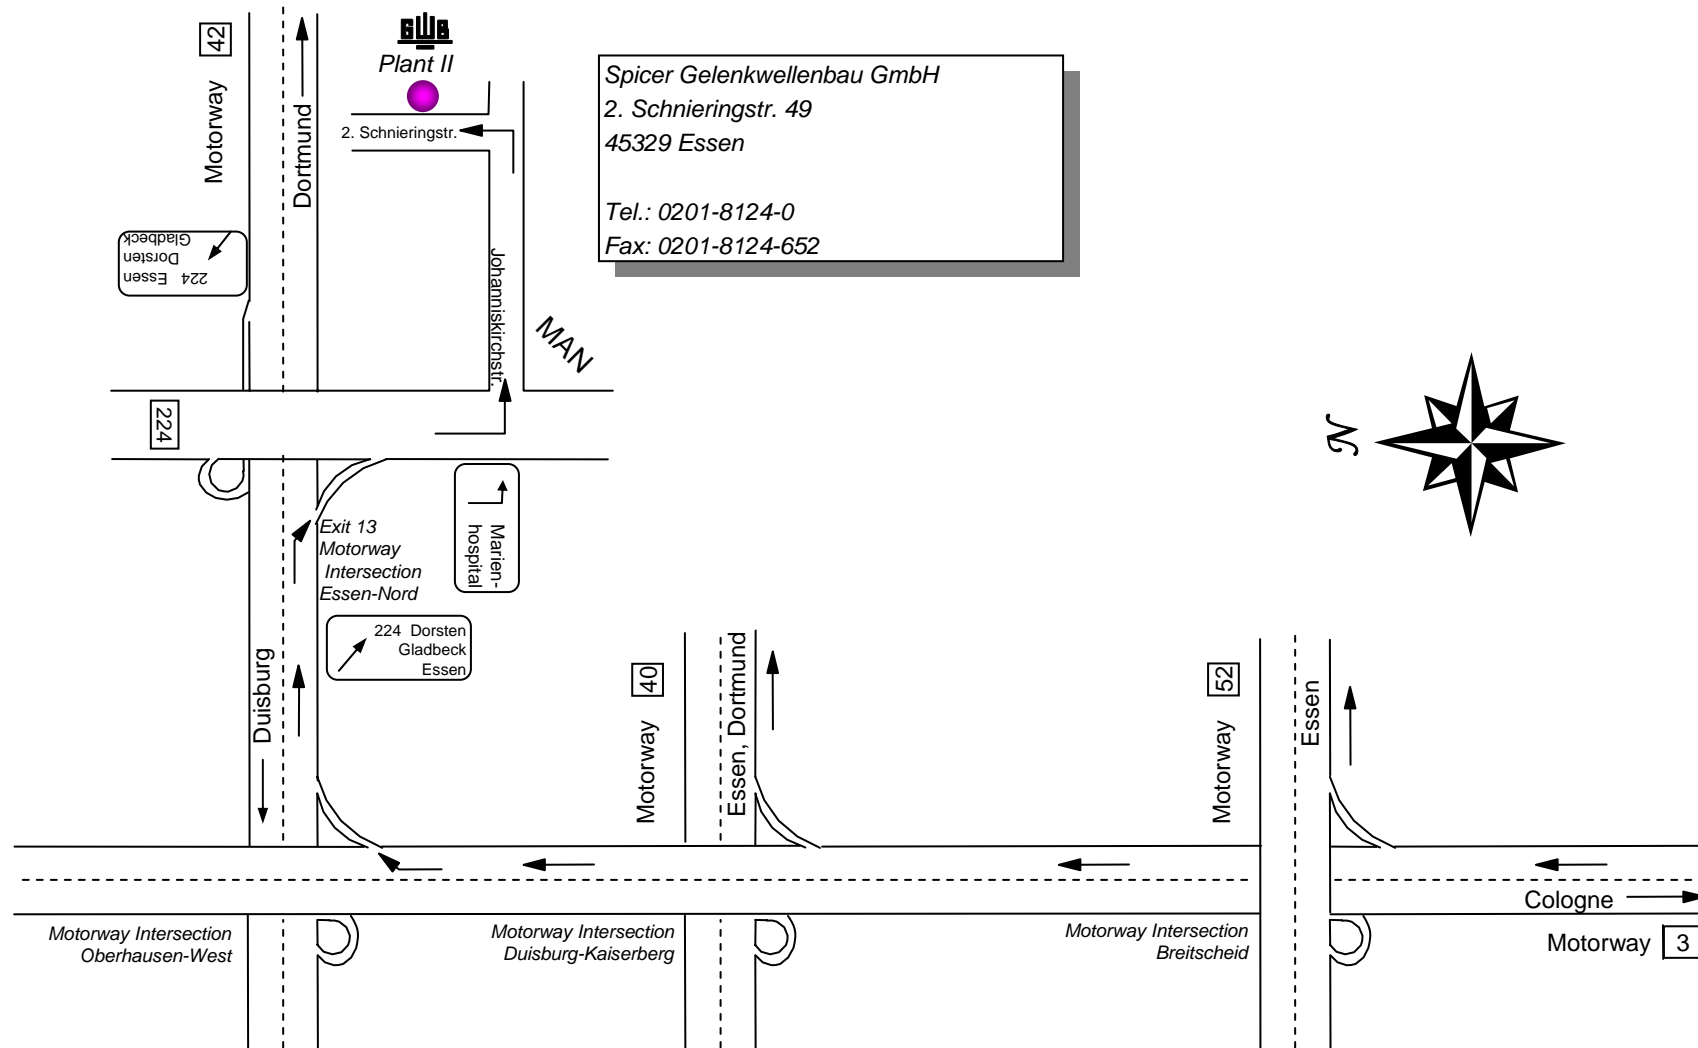 42
Motorway
Dortmund
GWB
Plant II
2. Schnieringstr.
Spicer Gelenkwellenbau GmbH
2. Schnieringstr. 49
45329 Essen
Tel.: 0201-8124-0
Fax: 0201-8124-652
224 Essen
Dorsten
Gladbeck
Johanniskirchstr.
MAN
224
N
Marien-
hospital
Exit 13
Motorway
Intersection
Essen-Nord
224 Dorsten
Gladbeck
Essen
Duisburg
40
Motorway
Essen, Dortmund
52
Motorway
Essen
Cologne
Motorway 3
Motorway Intersection
Oberhausen-West
Motorway Intersection
Duisburg-Kaiserberg
Motorway Intersection
Breitscheid